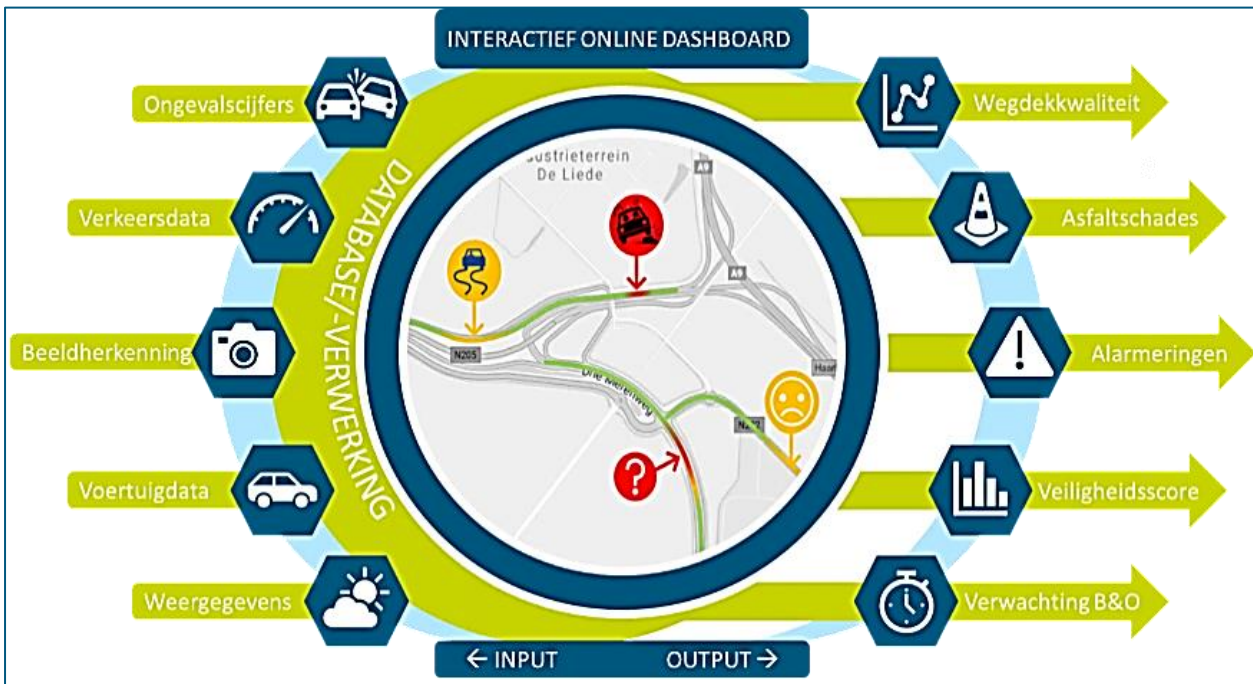 INTERACTIEF ONLINE DASHBOARD
Ongevalscijfers
Verkeersdata
Beeldherkenning
Voertuigdata
Weergegevens
DATABASE/-VERWERKING
De Liede
A9
A9
N205
?
Wegdekkwaliteit
Asfaltschades
Alarmeringen
Veiligheidsscore
Verwachting B&O
← INPUT
OUTPUT →